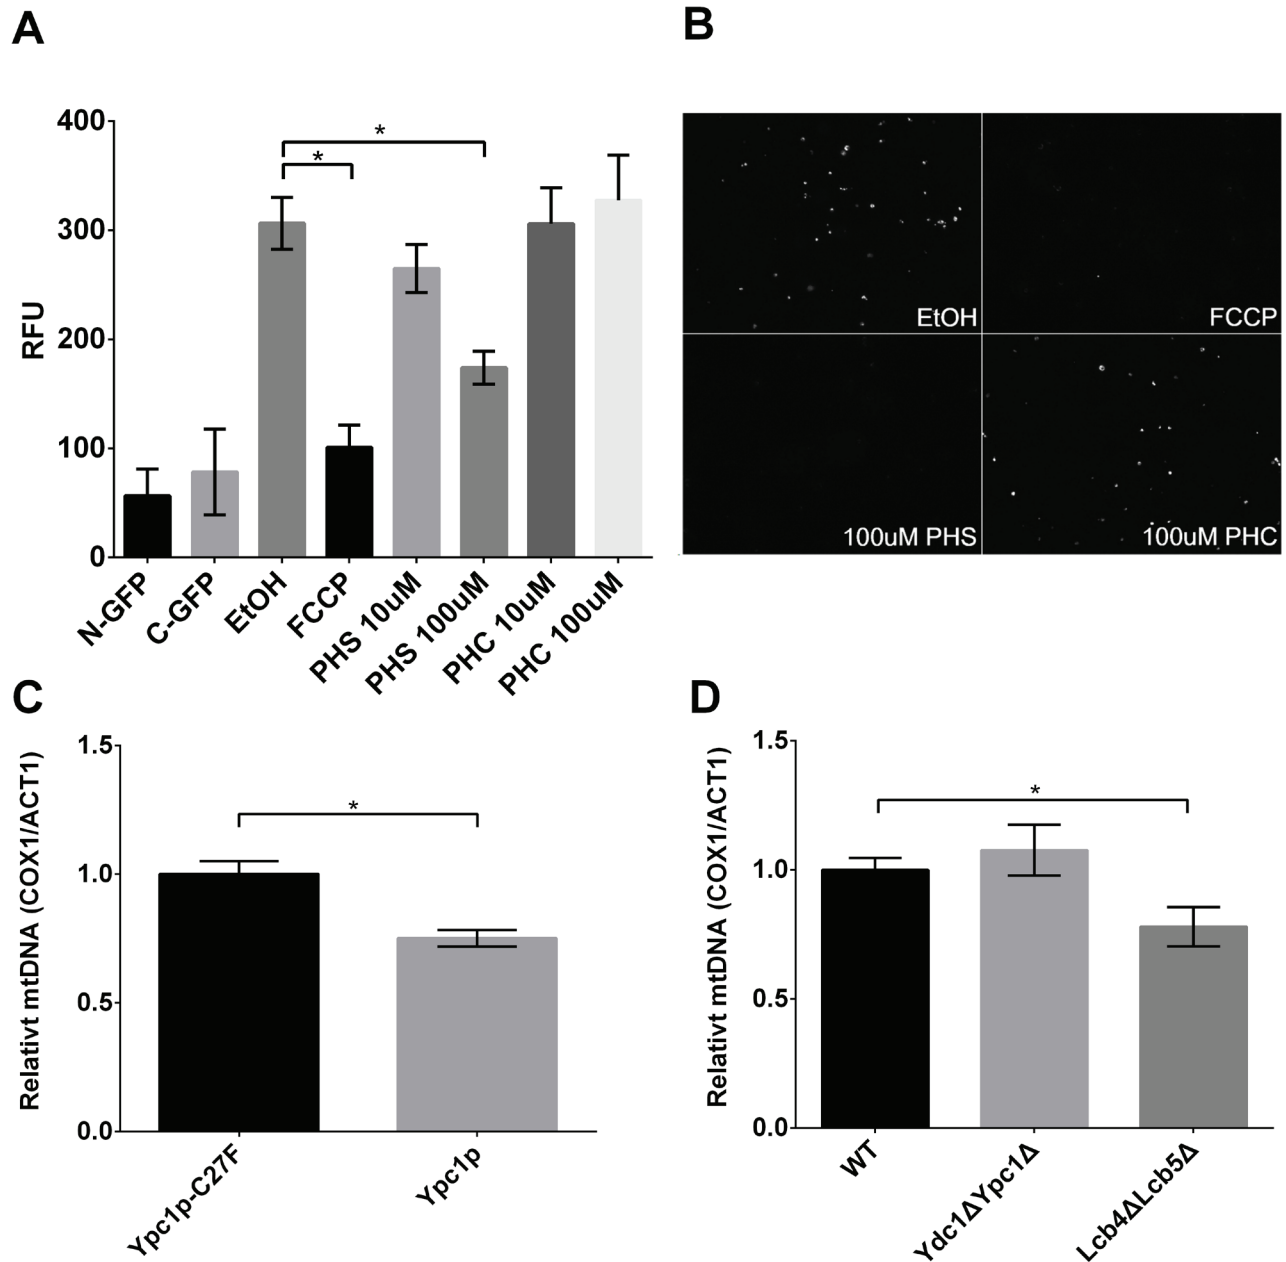 A
B
400
300
200
100
0
RFU
*
*
N-GFP
C-GFP
EtOH
FCCP
PHS 10uM
PHS 100uM
PHC 10uM
PHC 100uM
EtOH
FCCP
100uM PHS
100uM PHC
C
D
1.5
1.0
0.5
0.0
Relativt mtDNA (COX1/ACT1)
*
Ypc1p-C27F
Ypc1p
1.5
1.0
0.5
0.0
Relativt mtDNA (COX1/ACT1)
*
WT
Ydc1ΔYpc1Δ
Lcb4ΔLcb5Δ